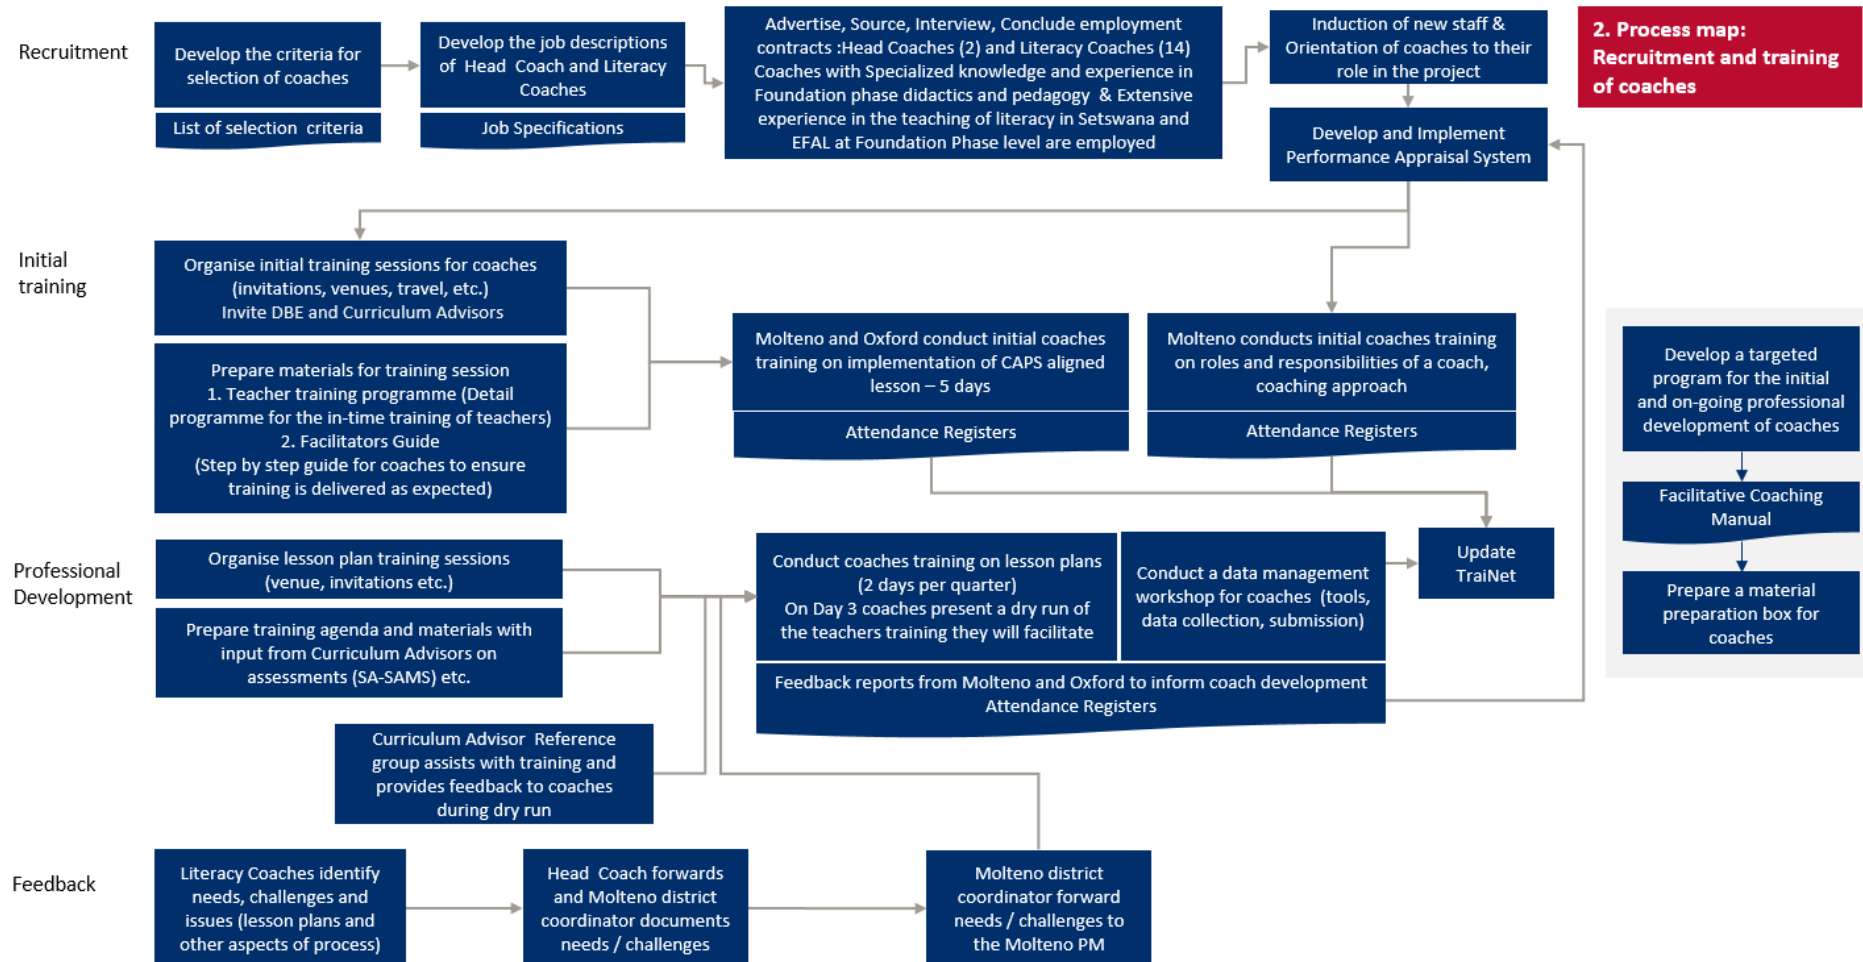 Recruitment
Develop the criteria for
selection of coaches
List of selection criteria
Develop the job descriptions
of Head Coach and Literacy
Coaches
Job Specifications
Advertise, Source, Interview, Conclude employment
contracts :Head Coaches (2) and Literacy Coaches (14)
Coaches with Specialized knowledge and experience in
Foundation phase didactics and pedagogy & Extensive
experience in the teaching of literacy in Setswana and
EFAL at Foundation Phase level are employed
Induction of new staff &
Orientation of coaches to their
role in the project
Develop and Implement
Performance Appraisal System
2. Process map:
Recruitment and training
of coaches
Initial
training
Organise initial training sessions for coaches
(invitations, venues, travel, etc.)
Invite DBE and Curriculum Advisors
Prepare materials for training session
1. Teacher training programme (Detail
programme for the in-time training of teachers)
2. Facilitators Guide
(Step by step guide for coaches to ensure
training is delivered as expected)
Molteno and Oxford conduct initial coaches
training on implementation of CAPS aligned
lesson – 5 days
Attendance Registers
Molteno conducts initial coaches training
on roles and responsibilities of a coach,
coaching approach
Attendance Registers
Develop a targeted
program for the initial
and on-going professional
development of coaches
Facilitative Coaching
Manual
Prepare a material
preparation box for
coaches
Professional
Development
Organise lesson plan training sessions
(venue, invitations etc.)
Prepare training agenda and materials with
input from Curriculum Advisors on
assessments (SA-SAMS) etc.
Conduct coaches training on lesson plans
(2 days per quarter)
On Day 3 coaches present a dry run of
the teachers training they will facilitate
Conduct a data management
workshop for coaches (tools,
data collection, submission)
Update
TraiNet
Feedback reports from Molteno and Oxford to inform coach development
Attendance Registers
Curriculum Advisor Reference
group assists with training and
provides feedback to coaches
during dry run
Feedback
Literacy Coaches identify
needs, challenges and
issues (lesson plans and
other aspects of process)
Head Coach forwards
and Molteno district
coordinator documents
needs / challenges
Molteno district
coordinator forward
needs / challenges to
the Molteno PM